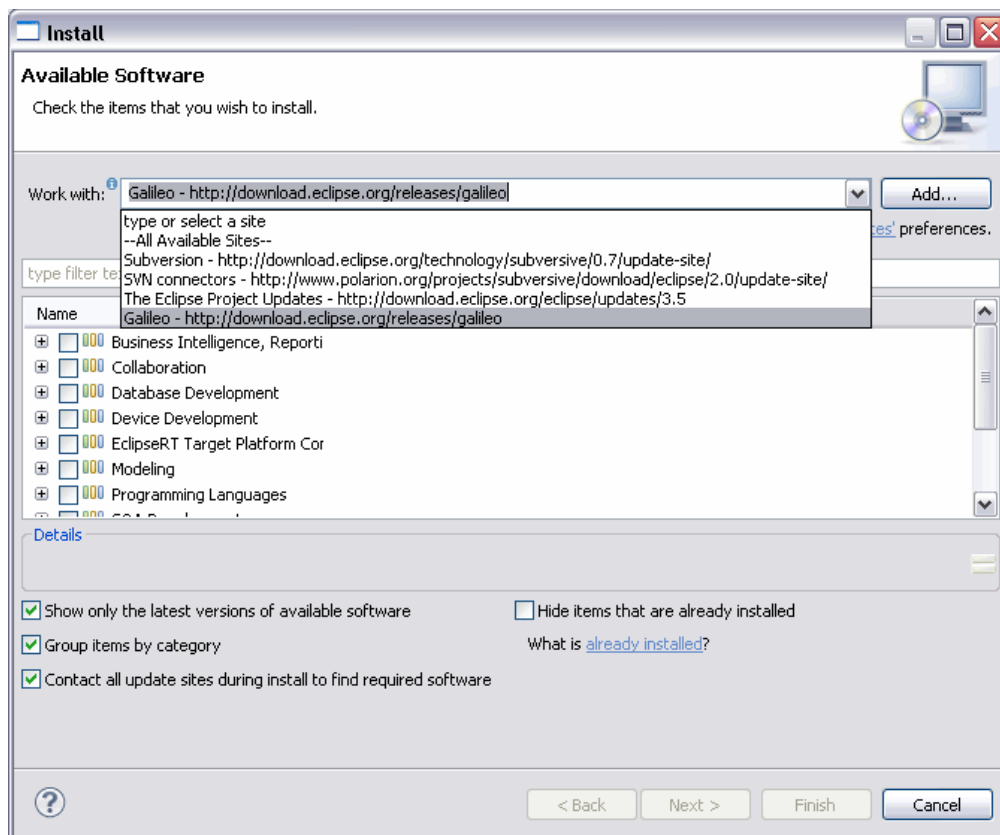 Install
Available Software
Check the items that you wish to install.
Work with: Galileo - http://download.eclipse.org/releases/galileo Add...
type or select a site
--All Available Sites--
Subversion - http://download.eclipse.org/technology/subversive/0.7/update-site/
SVN connectors - http://www.polarion.org/projects/subversive/download/eclipse/2.0/update-site/
The Eclipse Project Updates - http://download.eclipse.org/eclipse/updates/3.5
Galileo - http://download.eclipse.org/releases/galileo
es' preferences.
type filter te
Name
Business Intelligence, Reporti
Collaboration
Database Development
Device Development
EclipseRT Target Platform Cor
Modeling
Programming Languages
Details
Show only the latest versions of available software
Hide items that are already installed
Group items by category
What is already installed?
Contact all update sites during install to find required software
? < Back Next > Finish Cancel